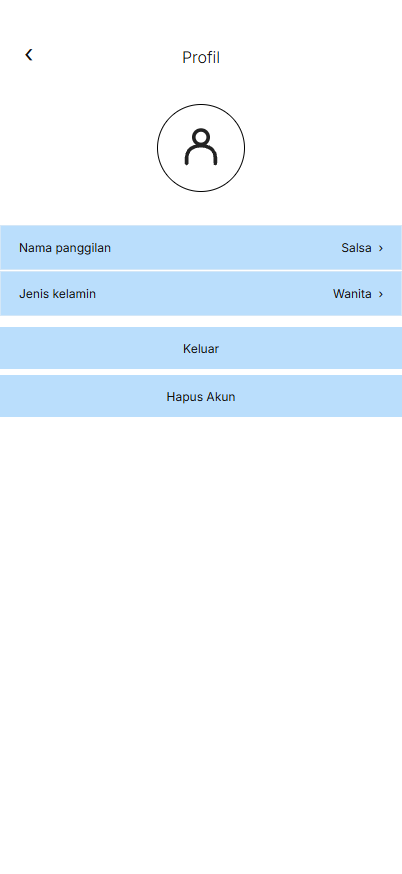 Profil
Nama panggilan Salsa ›
Jenis kelamin Wanita ›
Keluar
Hapus Akun